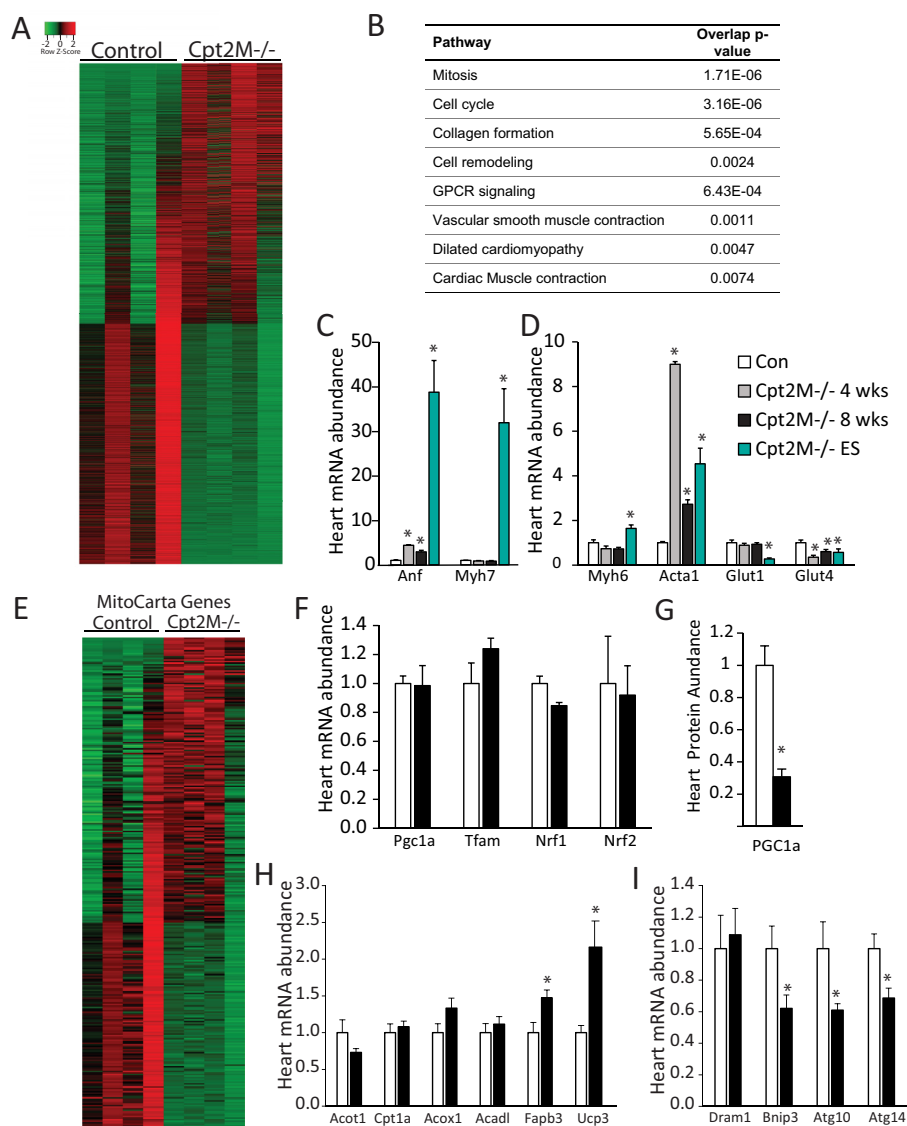 A
-2 0 2
Row Z-Score
Control Cpt2M-/-
B
Pathway Overlap p-value
Mitosis 1.71E-06
Cell cycle 3.16E-06
Collagen formation 5.65E-04
Cell remodeling 0.0024
GPCR signaling 6.43E-04
Vascular smooth muscle contraction 0.0011
Dilated cardiomyopathy 0.0047
Cardiac Muscle contraction 0.0074
C
Heart mRNA abundance
50
40
30
20
10
0
* * * *
Anf Myh7
D
Heart mRNA abundance
10
8
6
4
2
0
* * * * * * * *
Myh6 Acta1 Glut1 Glut4
Con
Cpt2M-/- 4 wks
Cpt2M-/- 8 wks
Cpt2M-/- ES
E
MitoCarta Genes
Control Cpt2M-/-
F
Heart mRNA abundance
1.4
1.2
1.0
0.8
0.6
0.4
0.2
0.0
Pgc1a Tfam Nrf1 Nrf2
G
Heart Protein Aundance
1.2
1
0.8
0.6
0.4
0.2
*
PGC1a
H
Heart mRNA abundance
3.0
2.5
2.0
1.5
1.0
0.5
0.0
* *
Acot1 Cpt1a Acox1 Acadl Fapb3 Ucp3
I
Heart mRNA abundance
1.4
1.2
1.0
0.8
0.6
0.4
0.2
0.0
* * *
Dram1 Bnip3 Atg10 Atg14